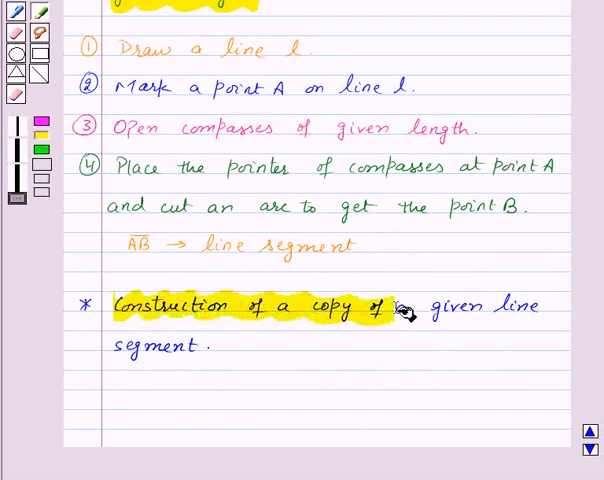 ① Draw a line l.
② Mark a point A on line l.
③ Open compasses of given length.
④ Place the pointer of compasses at point A
and cut an arc to get the point B.
A̅B̅ → line segment
* Construction of a copy of given line
segment.